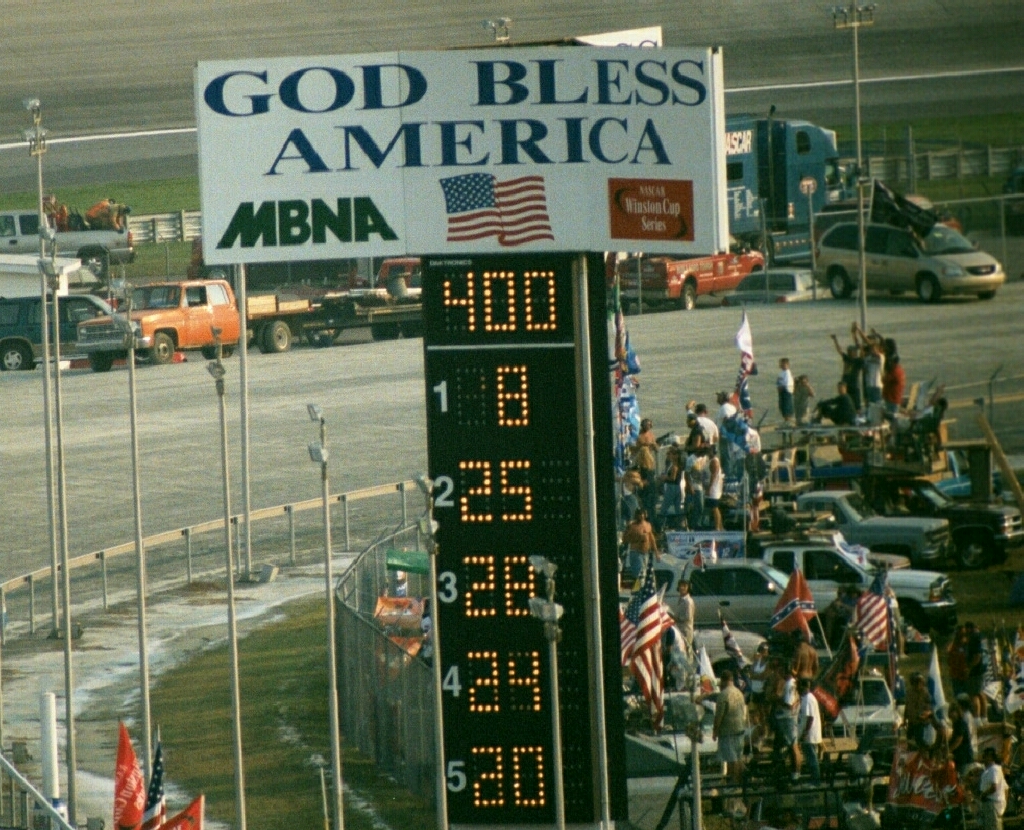 GOD BLESS
AMERICA
MBNA
NASCAR
Winston Cup
Series
NASCAR
DAKTRONICS
400
1 8
2 25
3 28
4 24
5 20